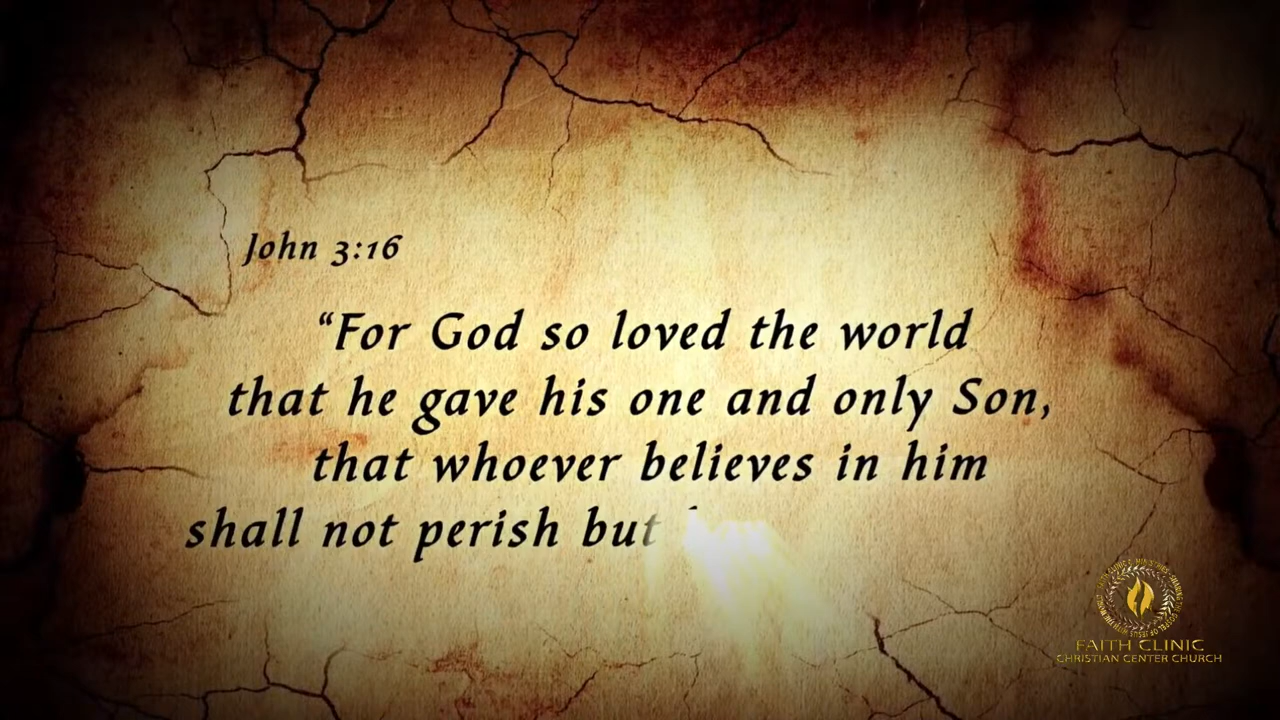 John 3:16
“For God so loved the world
that he gave his one and only Son,
that whoever believes in him
shall not perish but
FAITH CLINIC
CHRISTIAN CENTER CHURCH